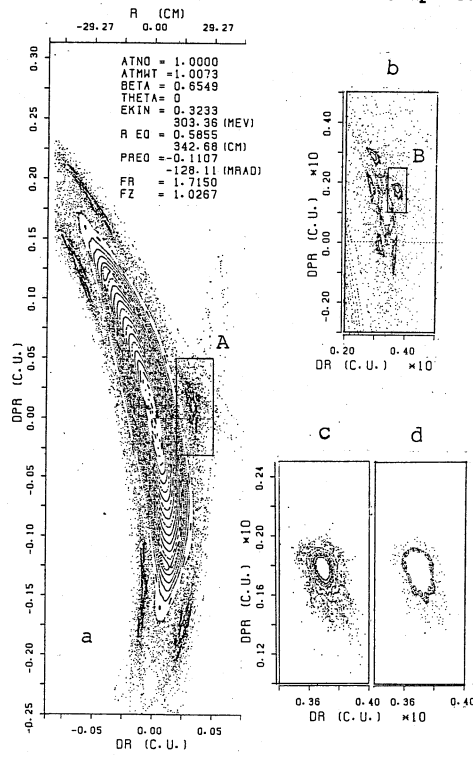 R (CM)
-29.27 0.00 29.27
ATNO = 1.0000
ATMWT =1.0073
BETA = 0.6549
THETA= 0
EKIN = 0.3233
303.36 (MEV)
R EQ = 0.5855
342.68 (CM)
PREQ =-0.1107
-128.11 (MRAD)
FR = 1.7150
FZ = 1.0267
0.30
0.25
0.20
0.15
0.10
0.05
0.00
-0.05
-0.10
-0.15
-0.20
-0.25
DPR (C.U.)
A
a
-0.05 0.00 0.05
DR (C.U.)
b
0.40
0.20
0.00
-0.20
DPR (C.U.) ×10
B
0.20 0.40
DR (C.U.) ×10
c d
0.24
0.20
0.16
0.12
DPR (C.U.) ×10
0.36 0.40 0.36 0.40
DR (C.U.) ×10